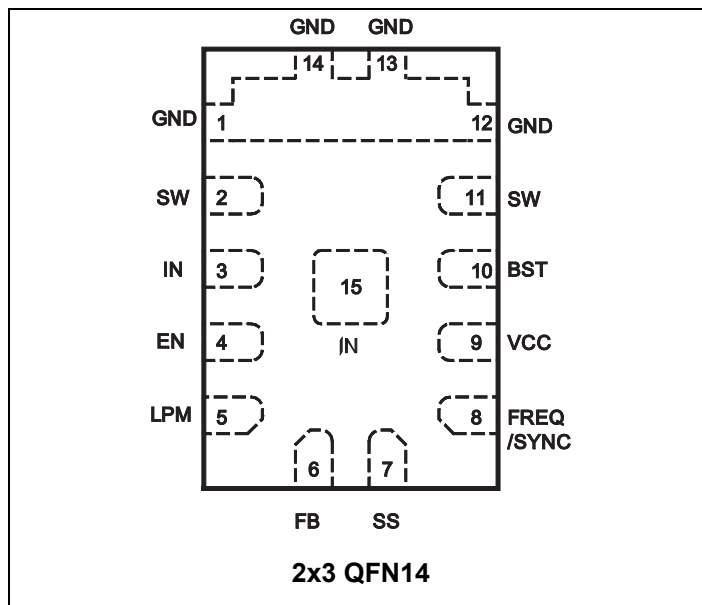 GND GND
14 13
GND 1 12 GND
SW 2 11 SW
IN 3 10 BST
15
IN
EN 4 9 VCC
LPM 5 8 FREQ
/SYNC
6 7
FB SS
2x3 QFN14